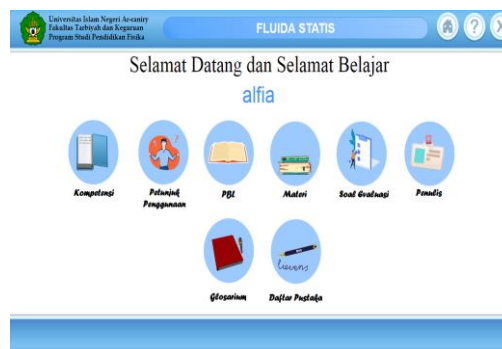 Universitas Islam Negeri Ar-raniry
Fakultas Tarbiyah dan Keguruan
Program Studi Pendidikan Fisika
FLUIDA STATIS
Selamat Datang dan Selamat Belajar
alfia
Kompetensi
Petunjuk
Penggunaan
PBL
Materi
Soal Evaluasi
Penulis
Glosarium
Daftar Pustaka